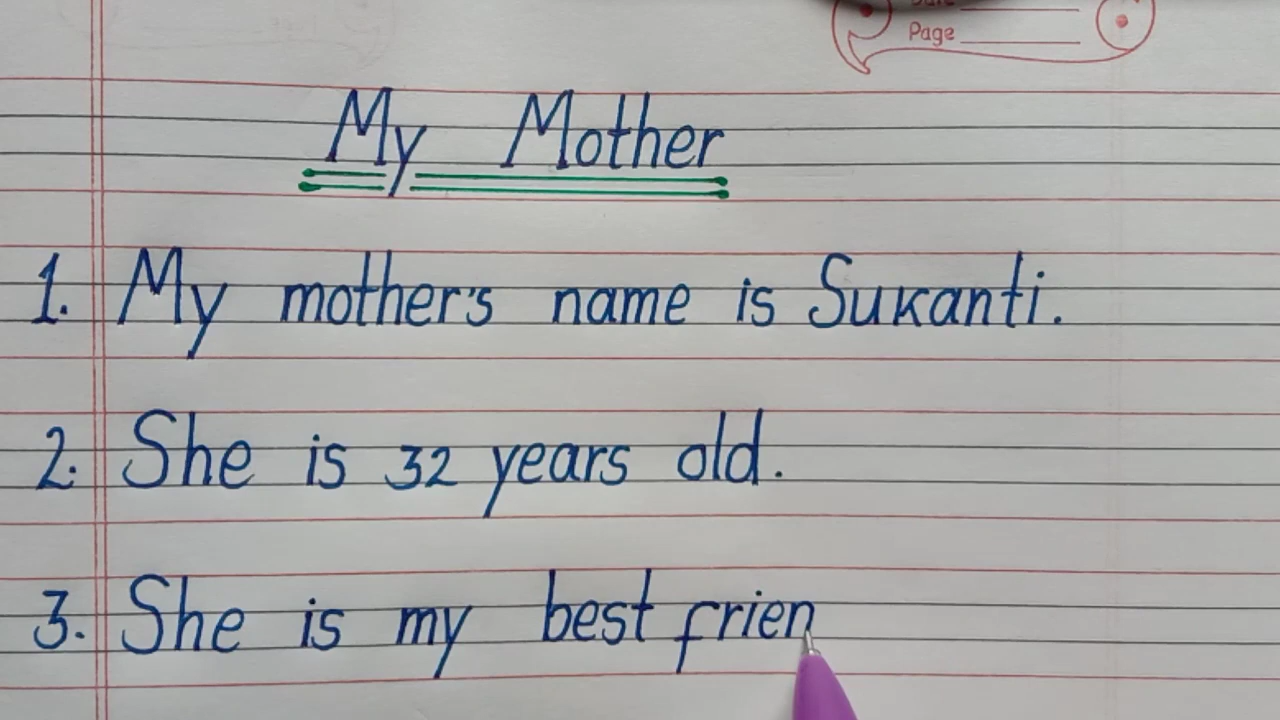 Page
My Mother
1. My mother's name is Sukanti.
2. She is 32 years old.
3. She is my best frien